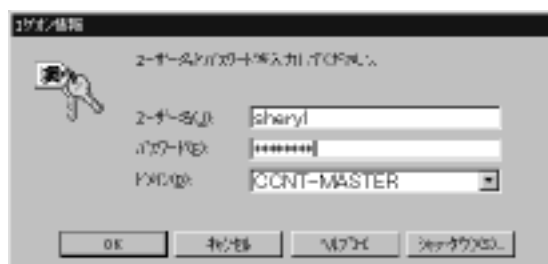 ログオン情報
ユーザー名とパスワードを入力してください。
ユーザー名(U):
sheryl
パスワード(P):
********
ドメイン(D):
CCNT-MASTER
OK
キャンセル
ヘルプ(H)
シャットダウン(S)...